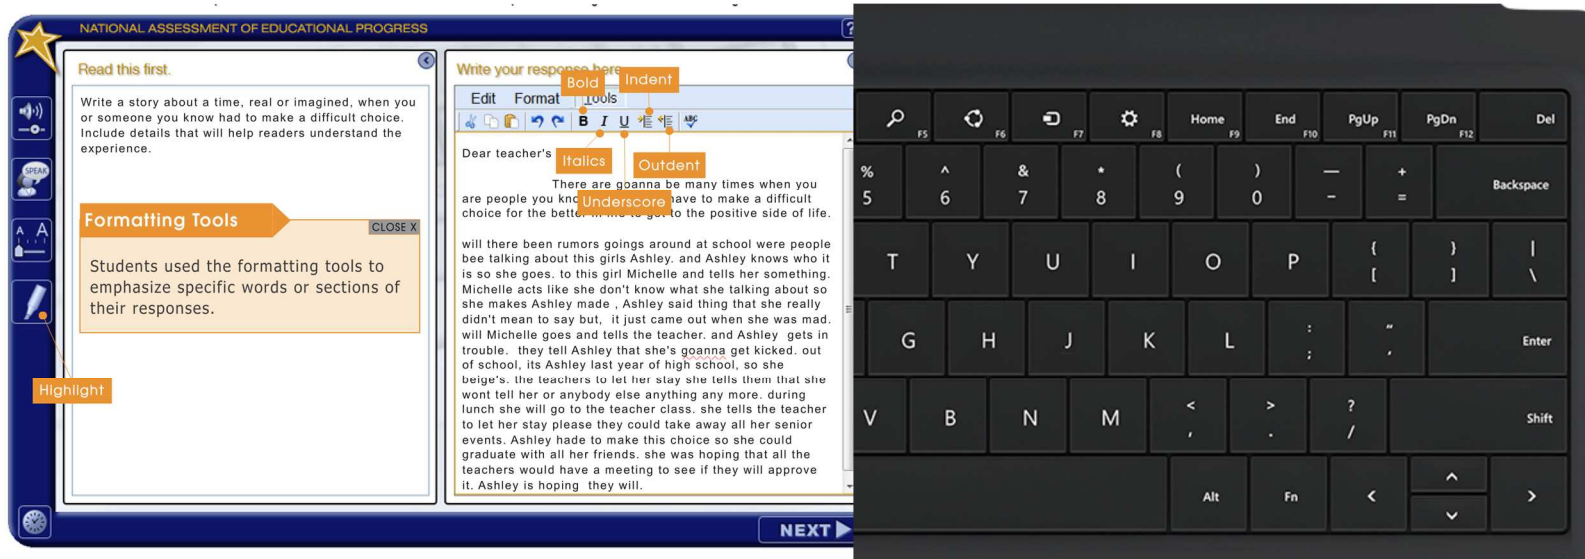 NATIONAL ASSESSMENT OF EDUCATIONAL PROGRESS
?
Read this first.
Write a story about a time, real or imagined, when you
or someone you know had to make a difficult choice.
Include details that will help readers understand the
experience.
SPEAK
A A
Formatting Tools
CLOSE X
Students used the formatting tools to
emphasize specific words or sections of
their responses.
Highlight
Write your response here.
Bold
Indent
Edit Format Tools
B I U ABC
Italics
Outdent
Underscore
Dear teacher's
There are goanna be many times when you
are people you have to make a difficult
choice for the better to the positive side of life.
will there been rumors goings around at school were people
bee talking about this girls Ashley. and Ashley knows who it
is so she goes. to this girl Michelle and tells her something.
Michelle acts like she don't know what she talking about so
she makes Ashley made , Ashley said thing that she really
didn't mean to say but, it just came out when she was mad.
will Michelle goes and tells the teacher. and Ashley gets in
trouble. they tell Ashley that she's goanna get kicked. out
of school, its Ashley last year of high school, so she
beige's. the teachers to let her stay she tells them that she
wont tell her or anybody else anything any more. during
lunch she will go to the teacher class. she tells the teacher
to let her stay please they could take away all her senior
events. Ashley hade to make this choice so she could
graduate with all her friends. she was hoping that all the
teachers would have a meeting to see if they will approve
it. Ashley is hoping they will.
NEXT
F5 F6 F7 F8 Home F9 End F10 PgUp F11 PgDn F12 Del
% ^ & * ( ) — +
5 6 7 8 9 0 - = Backspace
T Y U I O P { [ } ] | \
G H J K L : ; " ' Enter
V B N M < , > . ? / Shift
Alt Fn < ^ ˅ >